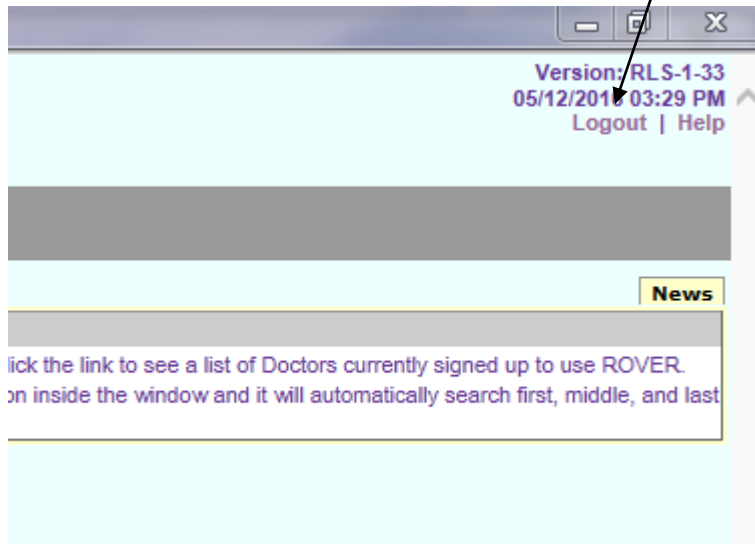 Version: RLS-1-33
03:29 PM
Logout | Help
News
lick the link to see a list of Doctors currently signed up to use ROVER.
on inside the window and it will automatically search first, middle, and last